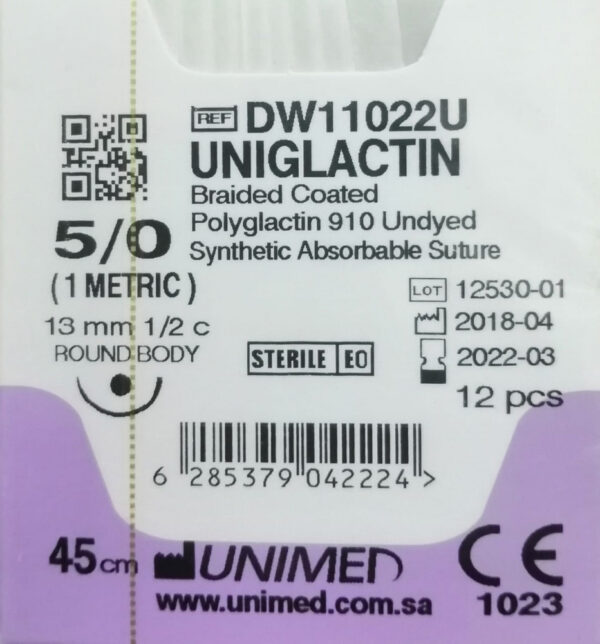 REF DW11022U
UNIGLACTIN
Braided Coated
Polyglactin 910 Undyed
Synthetic Absorbable Suture
5/0
(1 METRIC)
13 mm 1/2 c
ROUND BODY
STERILE EO
LOT 12530-01
2018-04
2022-03
12 pcs
6 285379 042224 >
45cm
UNIMED
www.unimed.com.sa
CE
1023